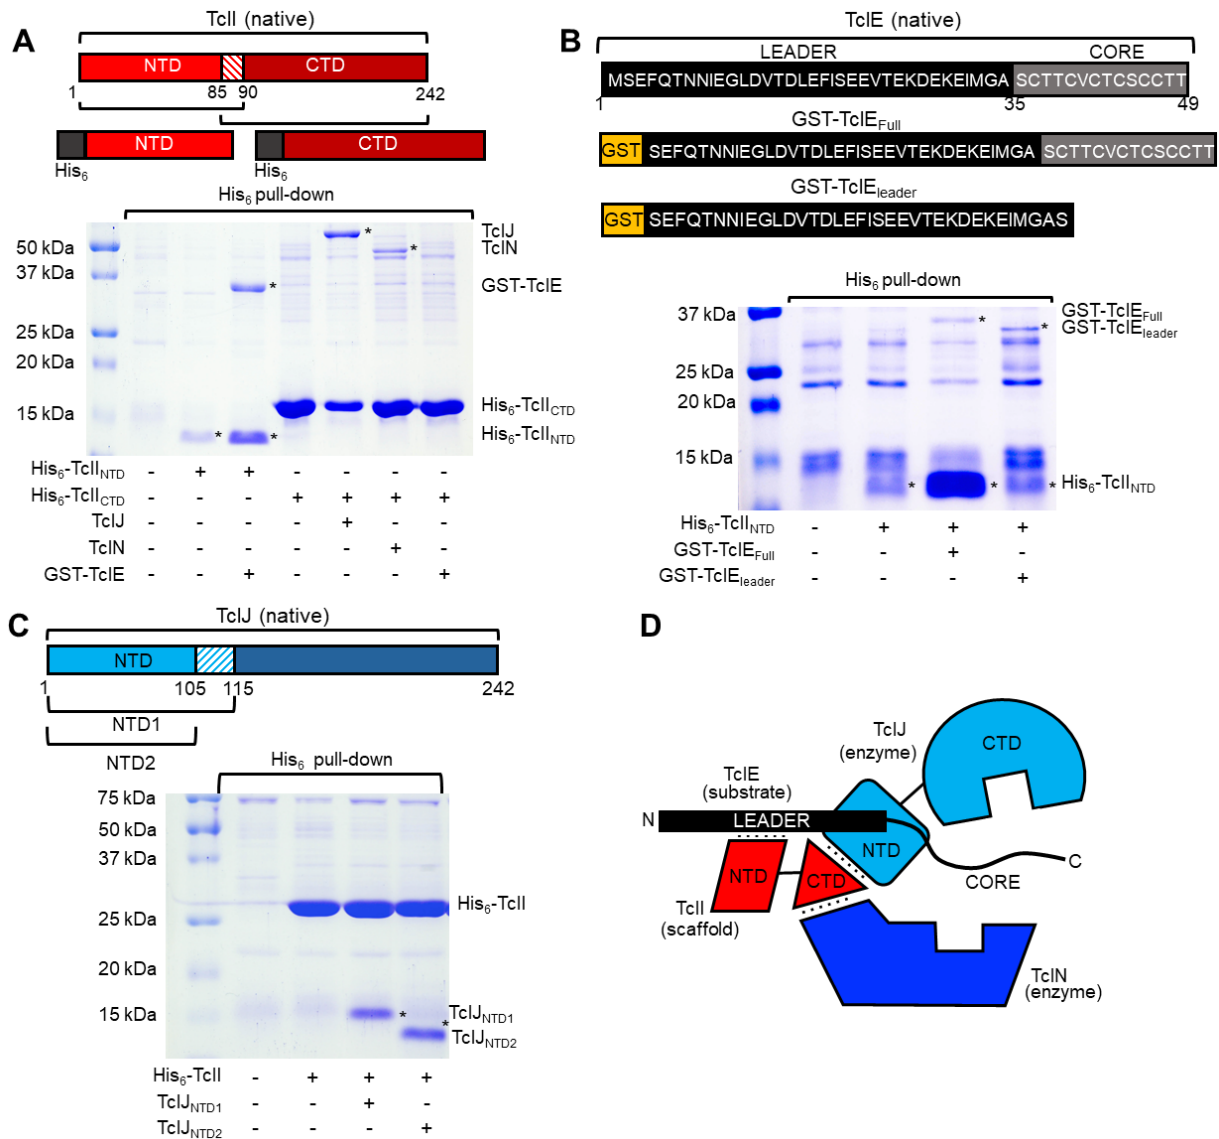 A
TclI (native)
NTD
CTD
1
85
90
242
NTD
CTD
His6
His6
His6 pull-down
50 kDa
37 kDa
25 kDa
20 kDa
15 kDa
TclJ
TclN
GST-TclE
His6-TclICTD
His6-TclINTD
* * * * *
His6-TclINTD - + + - - - -
His6-TclICTD - - - + + + +
TclJ - - - - + - -
TclN - - - - - + -
GST-TclE - - + - - - +
B
TclE (native)
LEADER
CORE
MSEFQTNNIEGLDVTDLEFISEEVTEKDEKEIMGA
SCTTCVCTCSCCTT
1
35
49
GST-TclEFull
GST
SEFQTNNIEGLDVTDLEFISEEVTEKDEKEIMGA
SCTTCVCTCSCCTT
GST-TclEleader
GST
SEFQTNNIEGLDVTDLEFISEEVTEKDEKEIMGAS
His6 pull-down
37 kDa
25 kDa
20 kDa
15 kDa
GST-TclEFull
GST-TclEleader
His6-TclINTD
* * * * *
His6-TclINTD - + + +
GST-TclEFull - - + -
GST-TclEleader - - - +
C
TclJ (native)
NTD
1
105
115
242
NTD1
NTD2
His6 pull-down
75 kDa
50 kDa
37 kDa
25 kDa
20 kDa
15 kDa
His6-TclI
TclJNTD1
TclJNTD2
* *
His6-TclI - + + +
TclJNTD1 - - + -
TclJNTD2 - - - +
D
TclJ
(enzyme)
CTD
TclE
(substrate)
N
LEADER
NTD
C
CORE
NTD
CTD
TclI
(scaffold)
TclN
(enzyme)